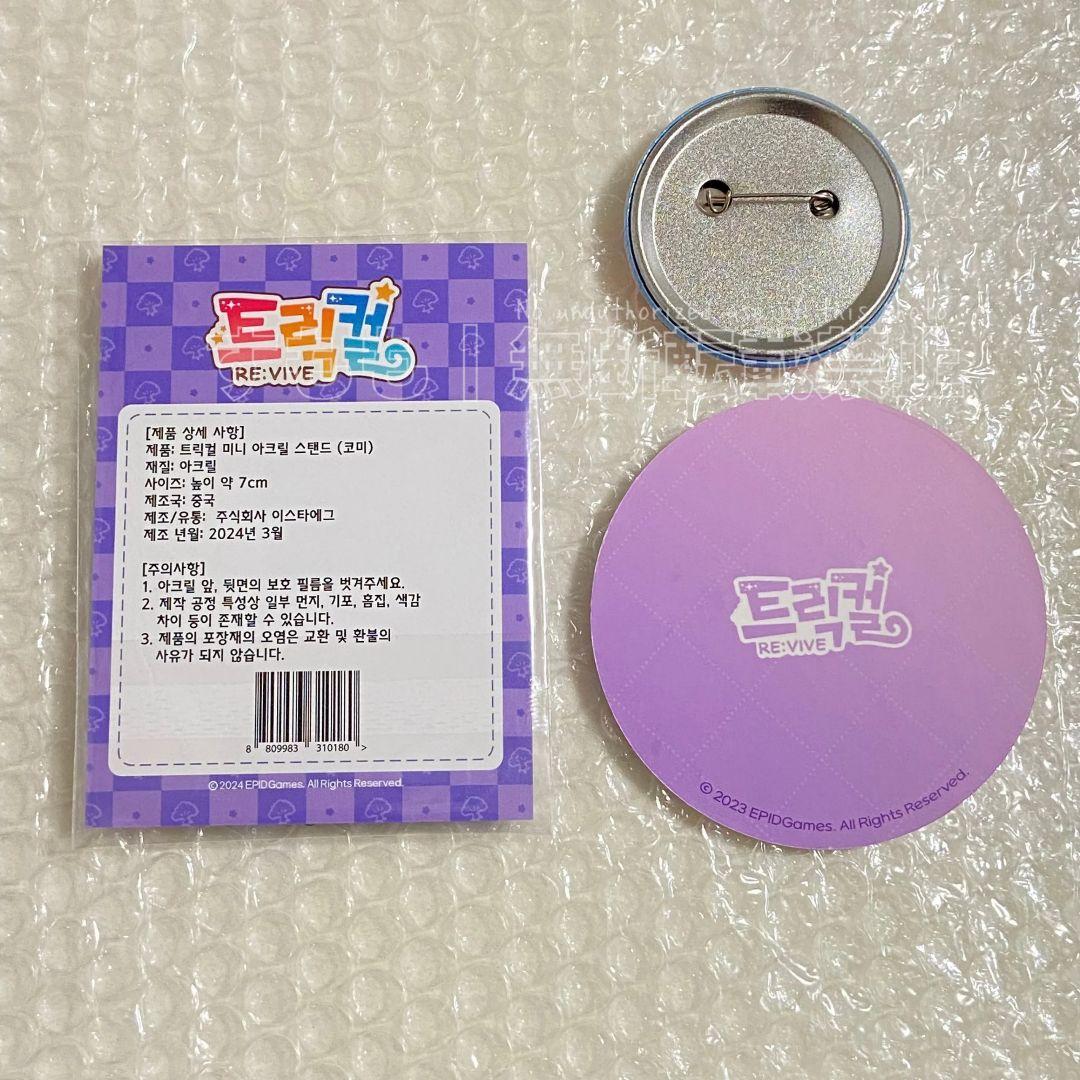 트릭컬
RE:VIVE
[제품 상세 사항]
제품: 트릭컬 미니 아크릴 스탠드 (코미)
재질: 아크릴
사이즈: 높이 약 7cm
제조국: 중국
제조/유통: 주식회사 이스타에그
제조 년월: 2024년 3월
[주의사항]
1. 아크릴 앞, 뒷면의 보호 필름을 벗겨주세요.
2. 제작 공정 특성상 일부 먼지, 기포, 흠집, 색감
차이 등이 존재할 수 있습니다.
3. 제품의 포장재의 오염은 교환 및 환불의
사유가 되지 않습니다.
8 809983 310180 >
© 2024 EPIDGames. All Rights Reserved.
No unauthorized
無断転載禁止
트릭컬
RE:VIVE
© 2023 EPIDGames. All Rights Reserved.